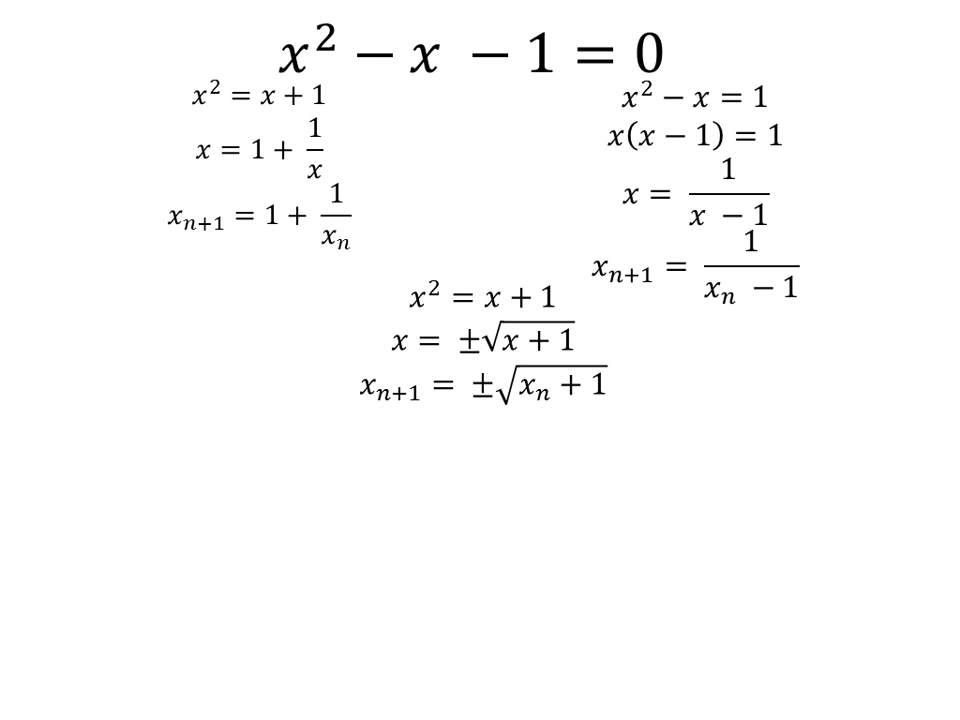 x² − x − 1 = 0
x² = x + 1
x = 1 + 1/x
xₙ₊₁ = 1 + 1/xₙ
x² − x = 1
x(x − 1) = 1
x = 1/(x − 1)
xₙ₊₁ = 1/(xₙ − 1)
x² = x + 1
x = ±√(x + 1)
xₙ₊₁ = ±√(xₙ + 1)